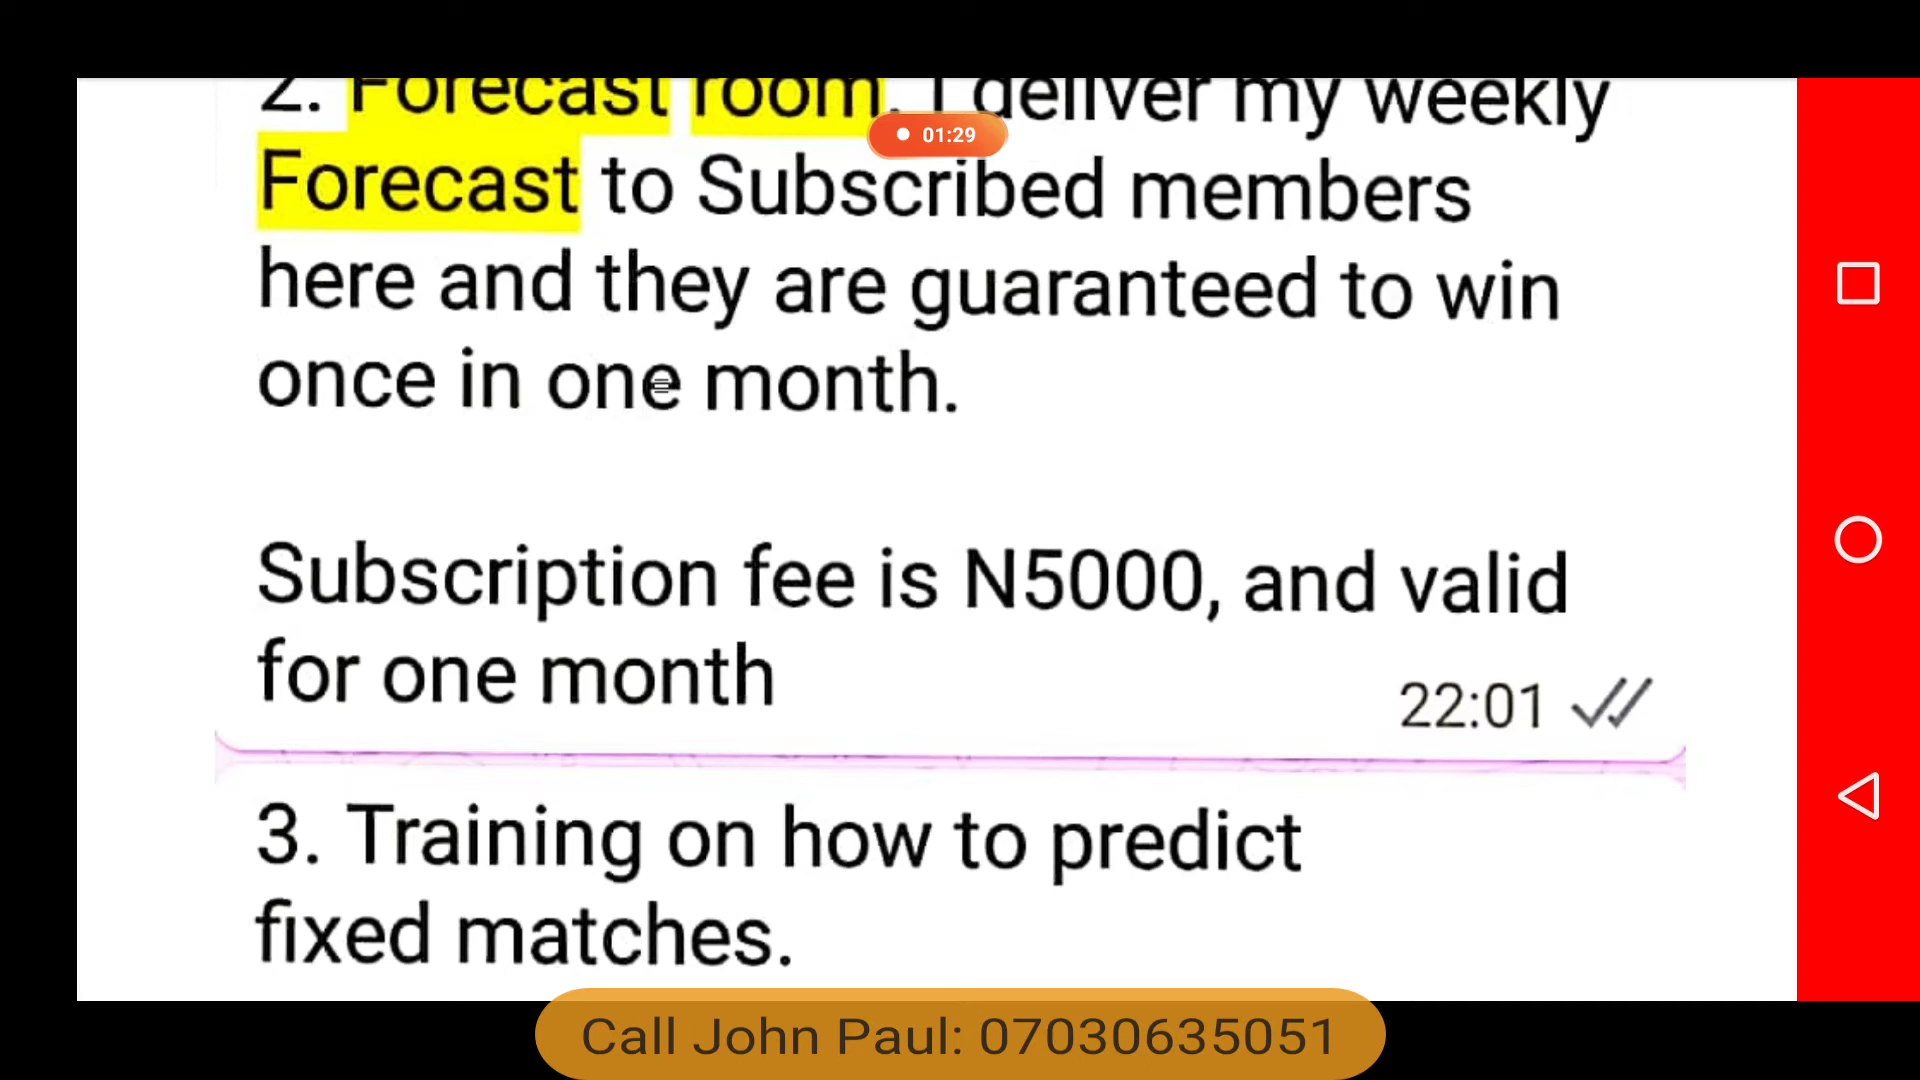 2. Forecast room. I deliver my weekly
01:29
Forecast to Subscribed members
here and they are guaranteed to win
once in one month.
Subscription fee is N5000, and valid
for one month
22:01
3. Training on how to predict
fixed matches.
Call John Paul: 07030635051